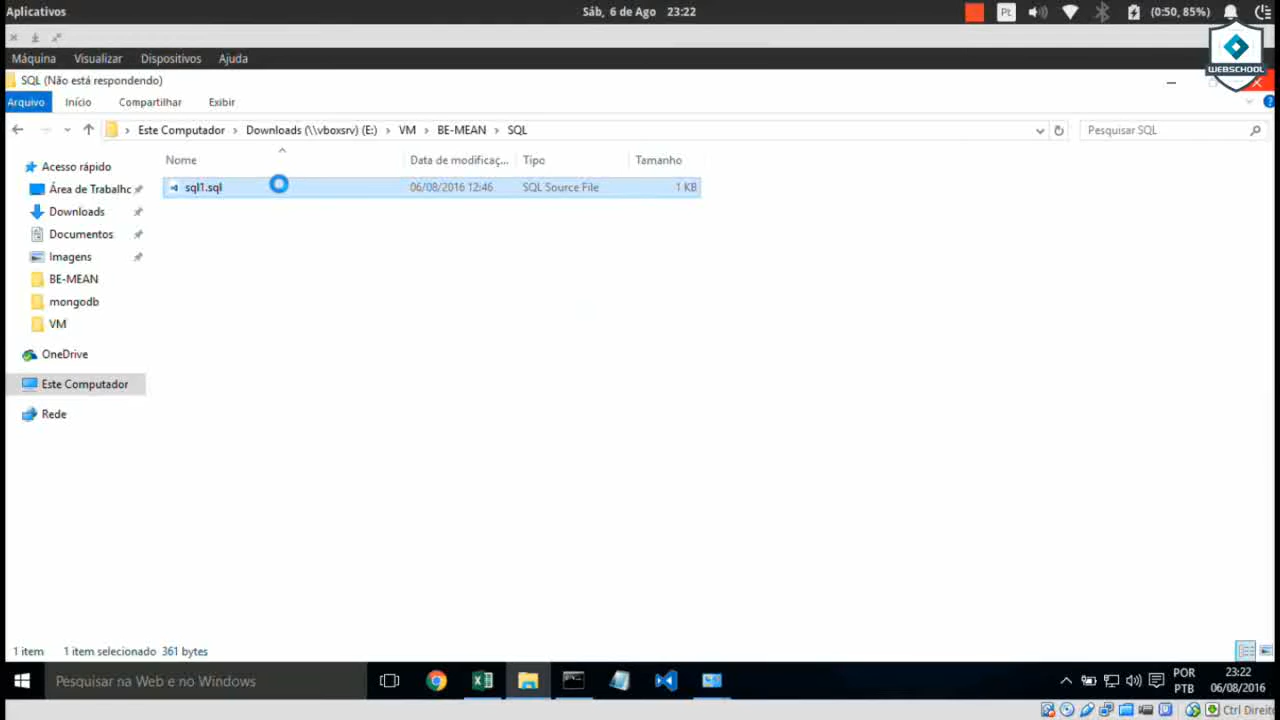 Aplicativos Sáb, 6 de Ago 23:22 Pt (0:50, 85%)
WEBSCHOOL
Máquina Visualizar Dispositivos Ajuda
SQL (Não está respondendo)
Arquivo Início Compartilhar Exibir
Este Computador > Downloads (\\vboxsrv) (E:) > VM > BE-MEAN > SQL Pesquisar SQL
Nome Data de modificaç... Tipo Tamanho
sql1.sql 06/08/2016 12:46 SQL Source File 1 KB
Acesso rápido
Área de Trabalho
Downloads
Documentos
Imagens
BE-MEAN
mongodb
VM
OneDrive
Este Computador
Rede
1 item 1 item selecionado 361 bytes
Pesquisar na Web e no Windows
POR
PTB
23:22
06/08/2016
Ctrl Direito